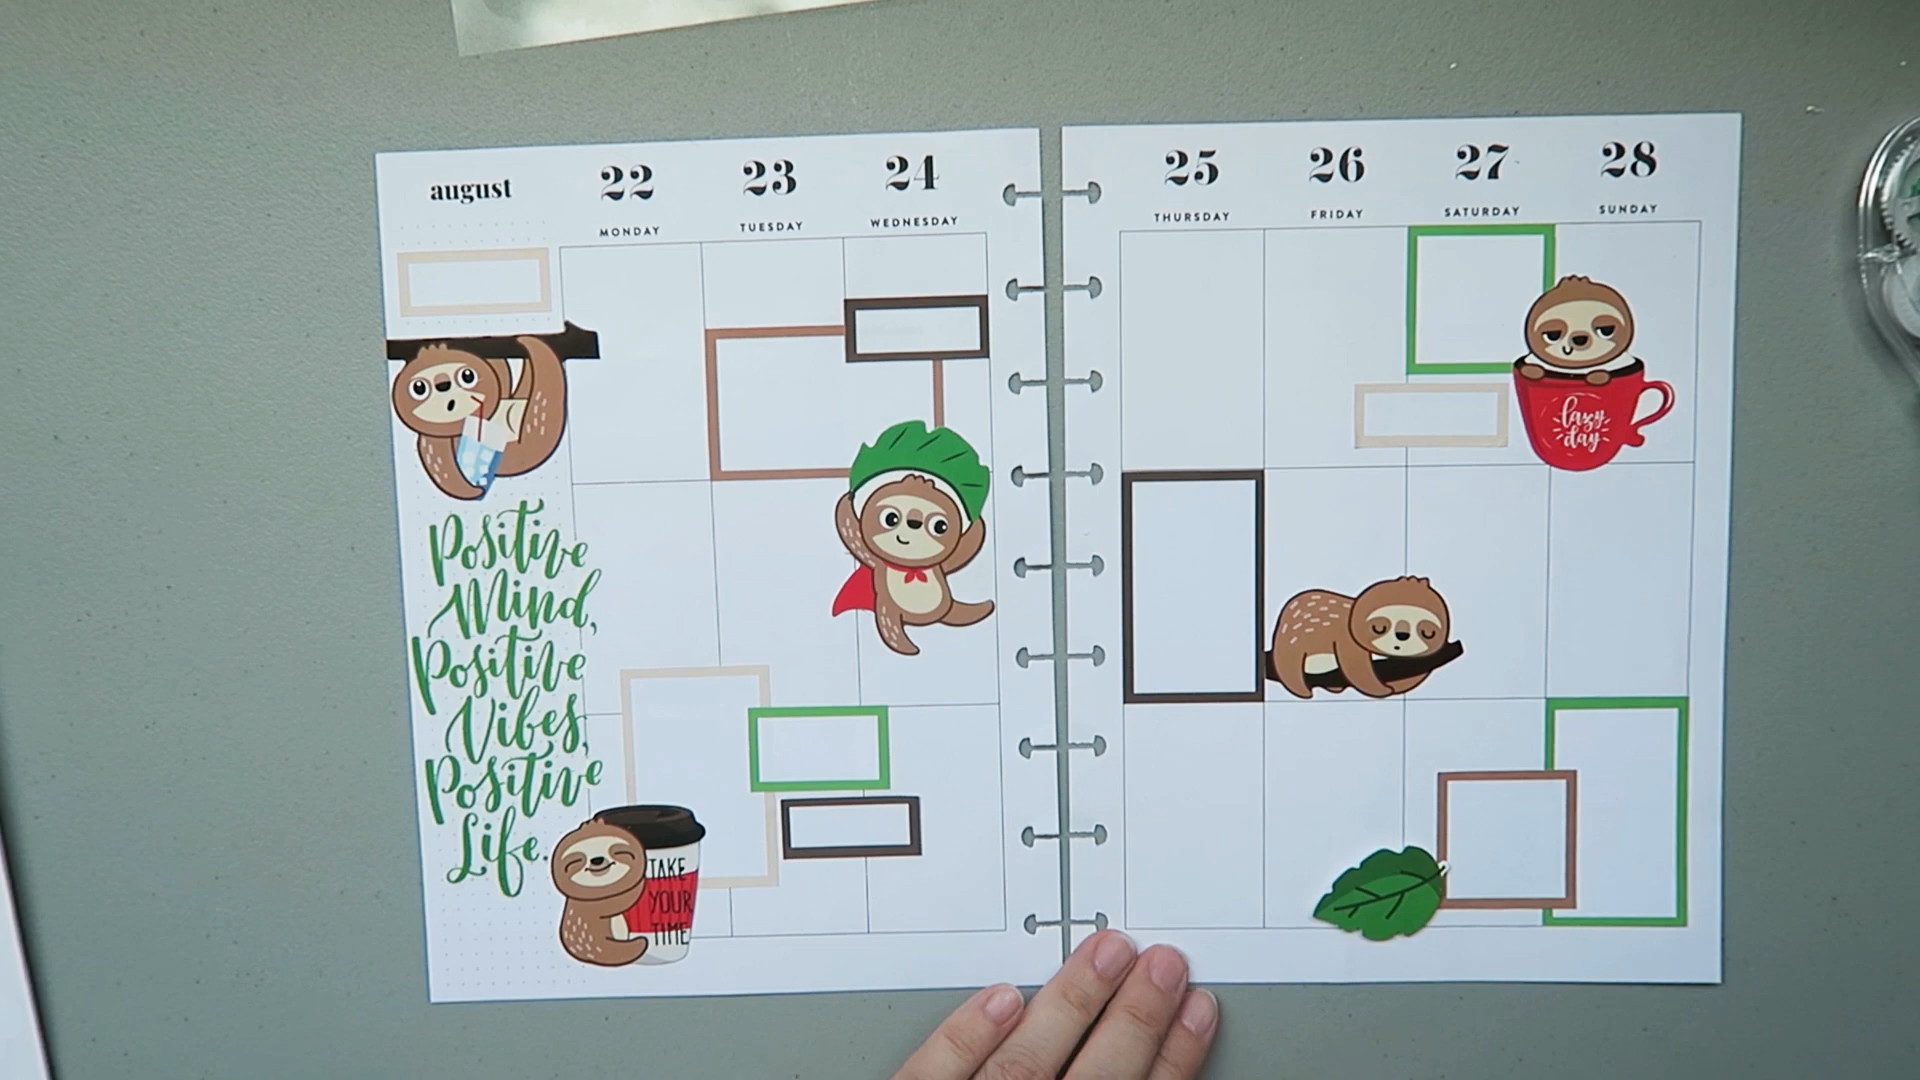 august
22
MONDAY
23
TUESDAY
24
WEDNESDAY
25
THURSDAY
26
FRIDAY
27
SATURDAY
28
SUNDAY
Positive
Mind,
Positive
Vibes,
Positive
Life.
TAKE
YOUR
TIME
lazy
day